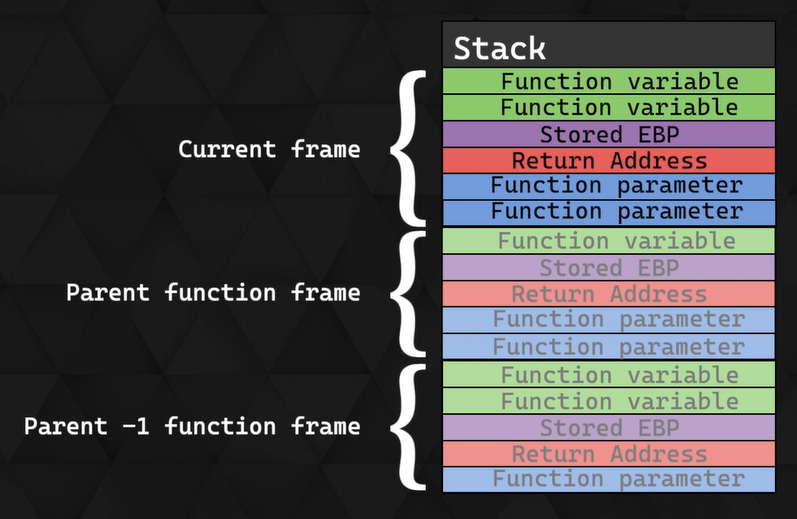 Stack
Function variable
Function variable
Stored EBP
Current frame
Return Address
Function parameter
Function parameter
Function variable
Stored EBP
Parent function frame
Return Address
Function parameter
Function parameter
Function variable
Function variable
Parent -1 function frame
Stored EBP
Return Address
Function parameter